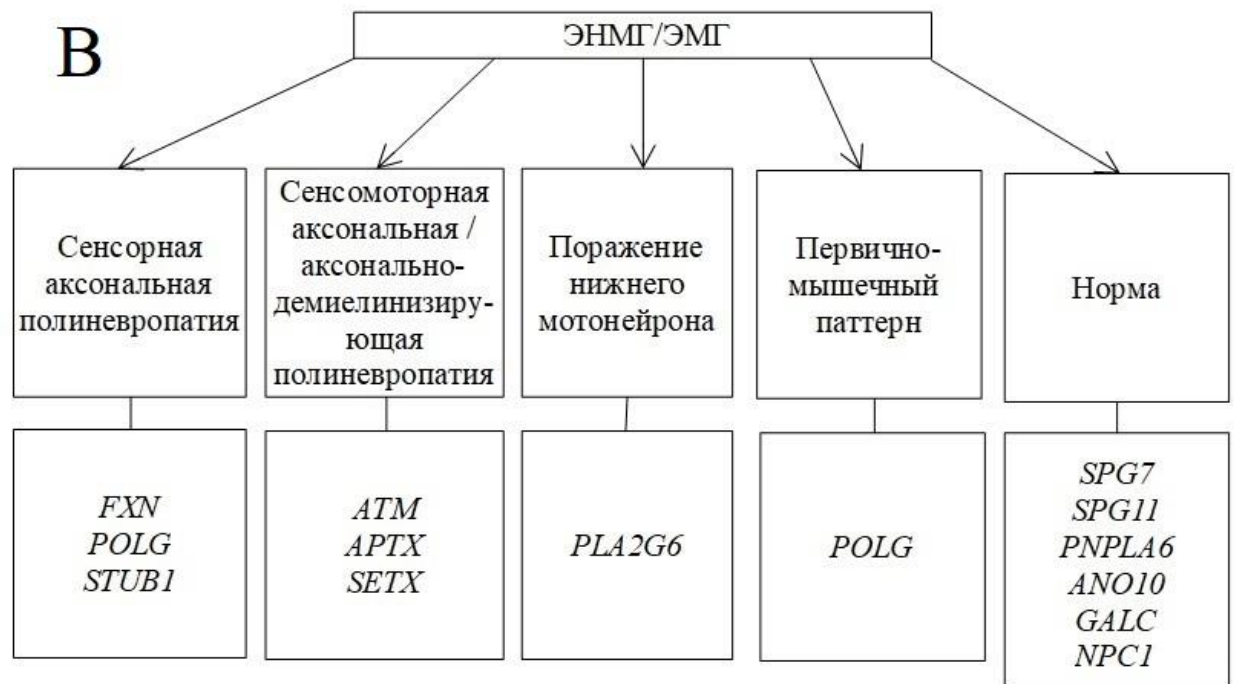 В
ЭНМГ/ЭМГ
Сенсорная
аксональная
полиневропатия
Сенсомоторная
аксональная /
аксонально-
демиелинизиру-
ющая
полиневропатия
Поражение
нижнего
мотонейрона
Первично-
мышечный
паттерн
Норма
FXN
POLG
STUB1
ATM
APTX
SETX
PLA2G6
POLG
SPG7
SPG11
PNPLA6
ANO10
GALC
NPC1